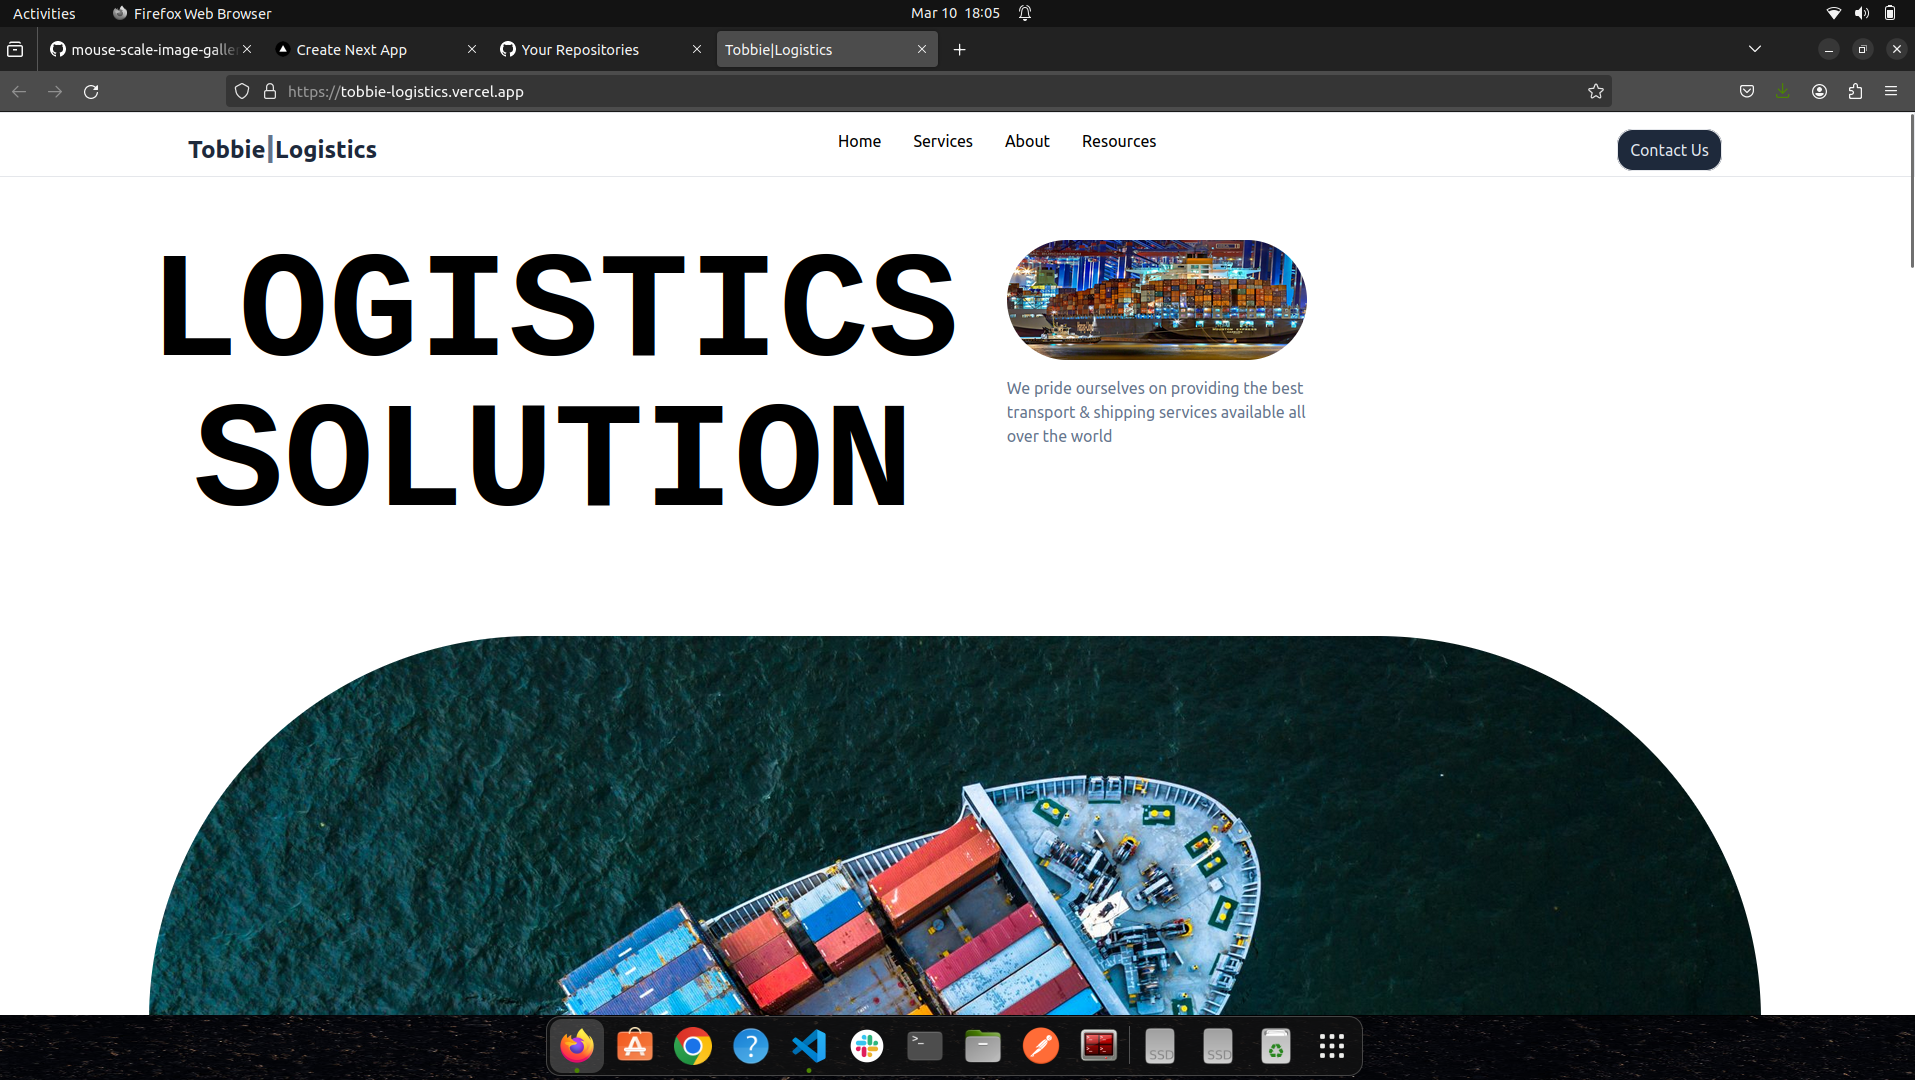 Activities
Firefox Web Browser
Mar 10 18:05
mouse-scale-image-galler
Create Next App
Your Repositories
Tobbie|Logistics
https://tobbie-logistics.vercel.app
Tobbie|Logistics
Home
Services
About
Resources
Contact Us
LOGISTICS
SOLUTION
We pride ourselves on providing the best
transport & shipping services available all
over the world
SSD
SSD